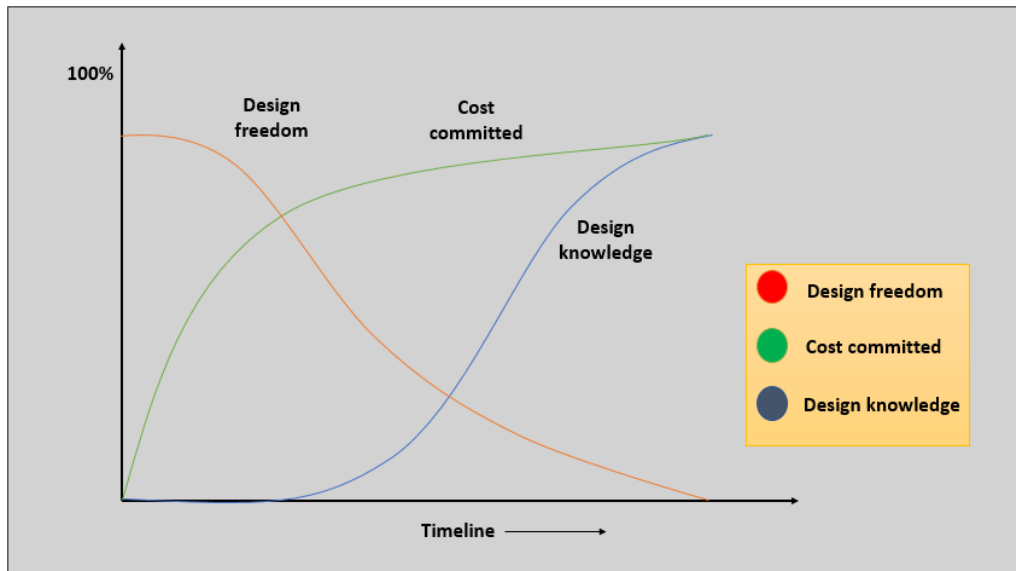 100%
Design
freedom
Cost
committed
Design
knowledge
Design freedom
Cost committed
Design knowledge
Timeline